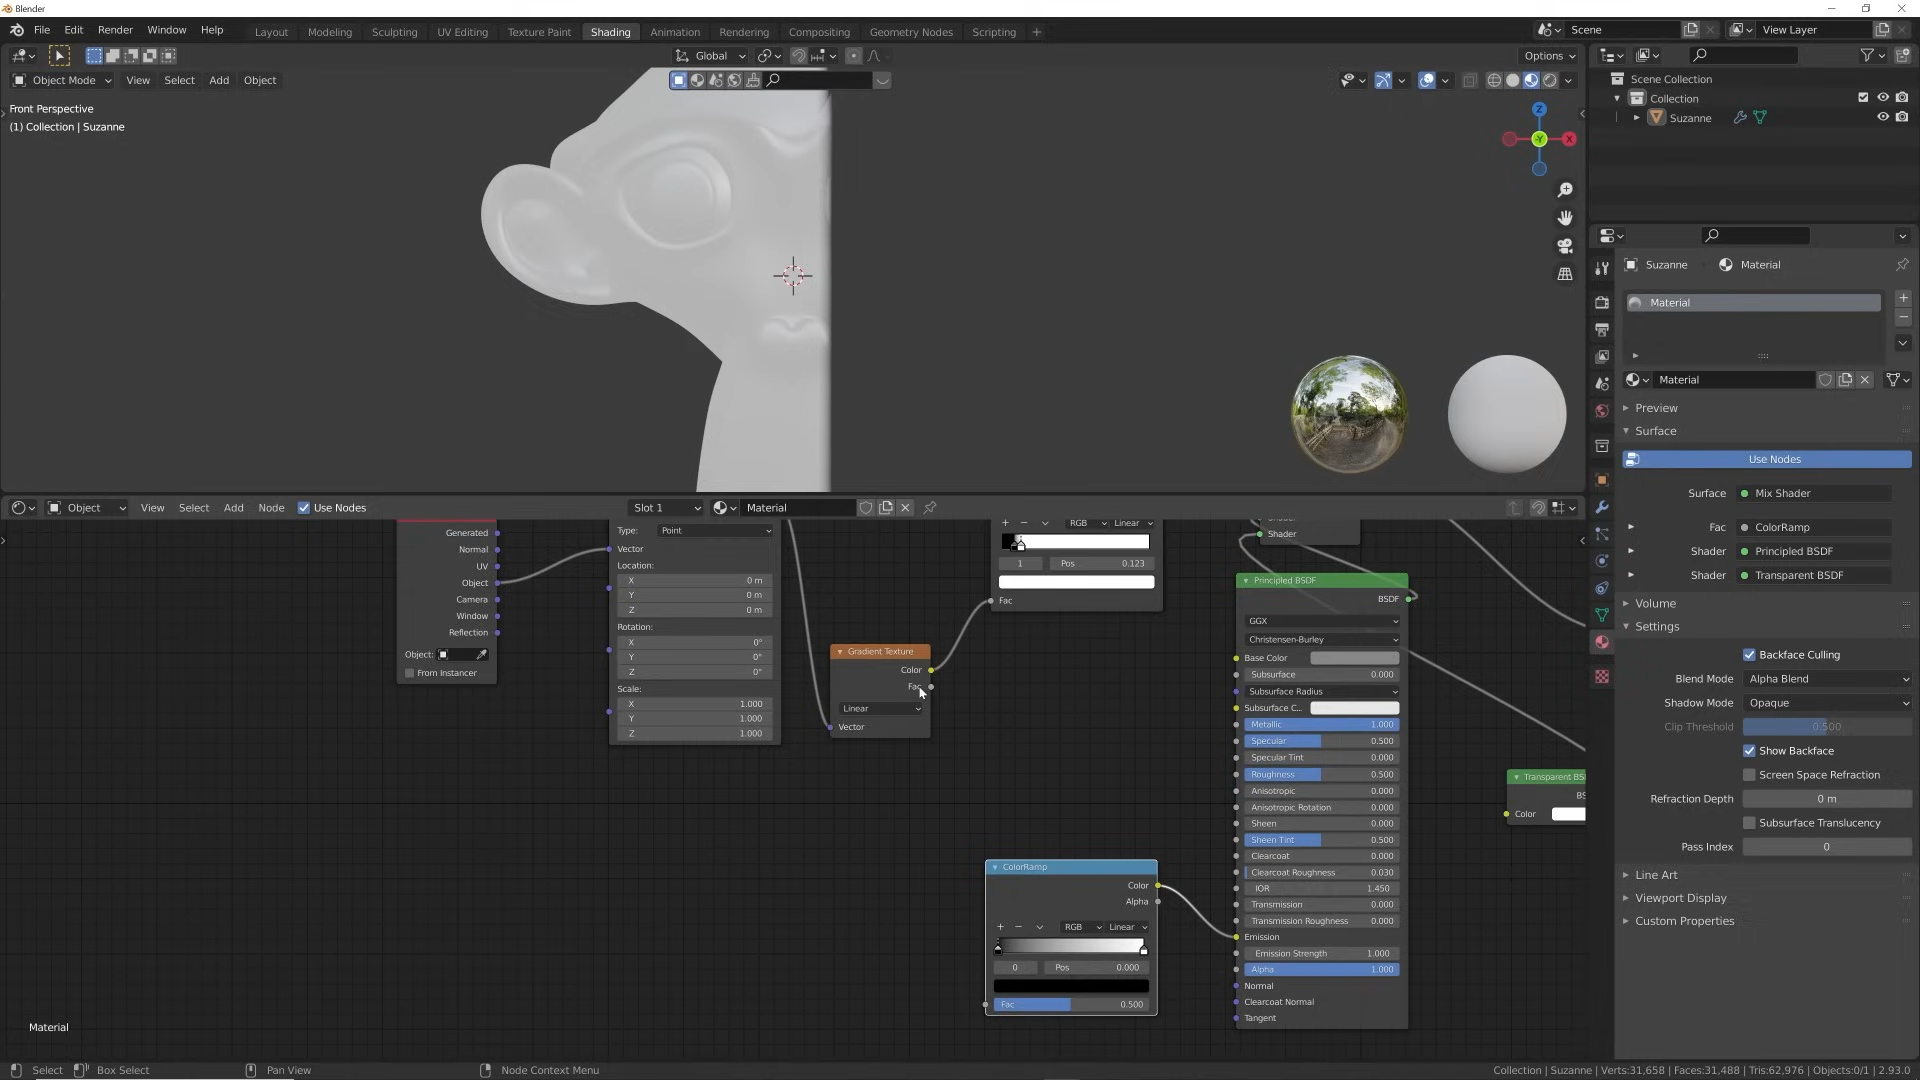 Blender
File Edit Render Window Help
Layout Modeling Sculpting UV Editing Texture Paint Shading Animation Rendering Compositing Geometry Nodes Scripting +
Scene
View Layer
Global
Options
Object Mode View Select Add Object
Front Perspective
(1) Collection | Suzanne
Z
X
-Y
Scene Collection
Collection
Suzanne
Suzanne Material
Material
Material
Preview
Surface
Use Nodes
Surface Mix Shader
Fac ColorRamp
Shader Principled BSDF
Shader Transparent BSDF
Volume
Settings
Backface Culling
Blend Mode Alpha Blend
Shadow Mode Opaque
Clip Threshold 0.500
Show Backface
Screen Space Refraction
Refraction Depth 0 m
Subsurface Translucency
Pass Index 0
Line Art
Viewport Display
Custom Properties
Object View Select Add Node Use Nodes Slot 1 Material
Generated
Normal
UV
Object
Camera
Window
Reflection
Object:
From Instancer
Type: Point
Vector
Location:
X 0 m
Y 0 m
Z 0 m
Rotation:
X 0°
Y 0°
Z 0°
Scale:
X 1.000
Y 1.000
Z 1.000
Gradient Texture
Color
Fac
Linear
Vector
+ − RGB Linear
1 Pos 0.123
Fac
Shader
Principled BSDF
BSDF
GGX
Christensen-Burley
Base Color
Subsurface 0.000
Subsurface Radius
Subsurface C...
Metallic 1.000
Specular 0.500
Specular Tint 0.000
Roughness 0.500
Anisotropic 0.000
Anisotropic Rotation 0.000
Sheen 0.000
Sheen Tint 0.500
Clearcoat 0.000
Clearcoat Roughness 0.030
IOR 1.450
Transmission 0.000
Transmission Roughness 0.000
Emission
Emission Strength 1.000
Alpha 1.000
Normal
Clearcoat Normal
Tangent
Transparent BS
BS
Color
ColorRamp
Color
Alpha
+ − RGB Linear
0 Pos 0.000
Fac 0.500
Material
Select Box Select Pan View Node Context Menu
Collection | Suzanne | Verts:31,658 | Faces:31,488 | Tris:62,976 | Objects:0/1 | 2.93.0